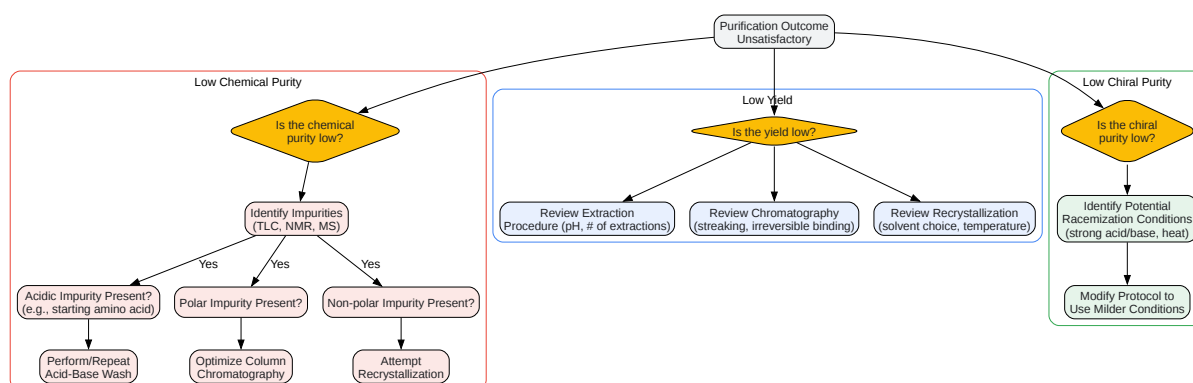 Purification Outcome
Unsatisfactory
Low Chemical Purity
Is the chemical
purity low?
Identify Impurities
(TLC, NMR, MS)
Yes
Yes
Yes
Acidic Impurity Present?
(e.g., starting amino acid)
Polar Impurity Present?
Non-polar Impurity Present?
Perform/Repeat
Acid-Base Wash
Optimize Column
Chromatography
Attempt
Recrystallization
Low Yield
Is the yield low?
Review Extraction
Procedure (pH, # of extractions)
Review Chromatography
(streaking, irreversible binding)
Review Recrystallization
(solvent choice, temperature)
Low Chiral Purity
Is the chiral
purity low?
Identify Potential
Racemization Conditions
(strong acid/base, heat)
Modify Protocol to
Use Milder Conditions